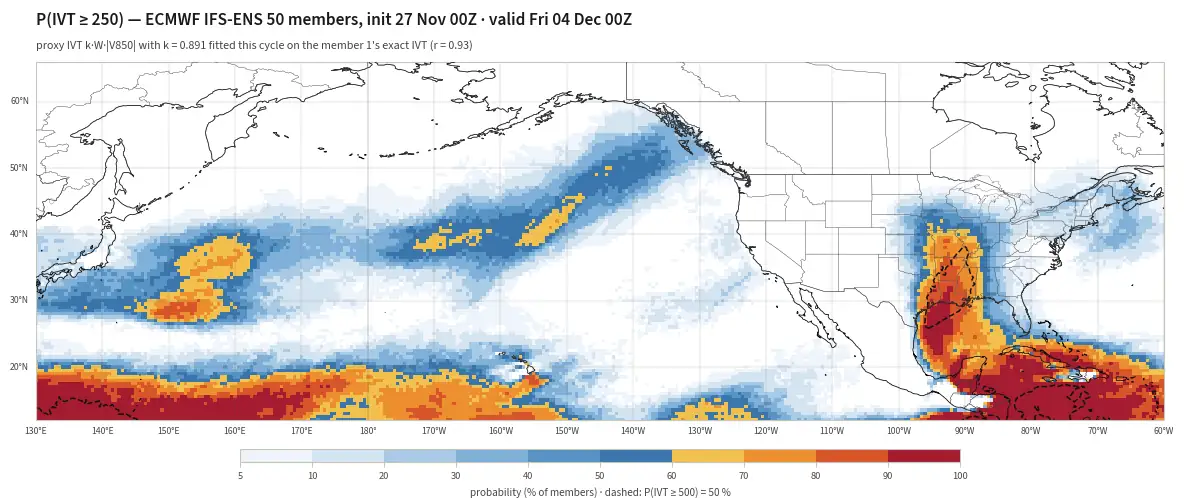 P(IVT ≥ 250) — ECMWF IFS-ENS 50 members, init 27 Nov 00Z · valid Fri 04 Dec 00Z
proxy IVT k·W·|V850| with k = 0.891 fitted this cycle on the member 1's exact IVT (r = 0.93)
60°N
50°N
40°N
30°N
20°N
130°E 140°E 150°E 160°E 170°E 180° 170°W 160°W 150°W 140°W 130°W 120°W 110°W 100°W 90°W 80°W 70°W 60°W
5 10 20 30 40 50 60 70 80 90 100
probability (% of members) · dashed: P(IVT ≥ 500) = 50 %